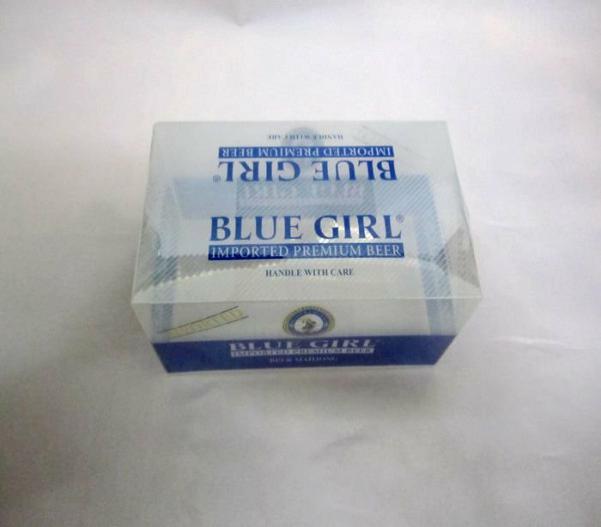 HANDLE WITH CARE
IMPORTED PREMIUM BEER
BLUE GIRL®
BLUE GIRL®
IMPORTED PREMIUM BEER
HANDLE WITH CARE
BLUE GIRL
IMPORTED PREMIUM BEER